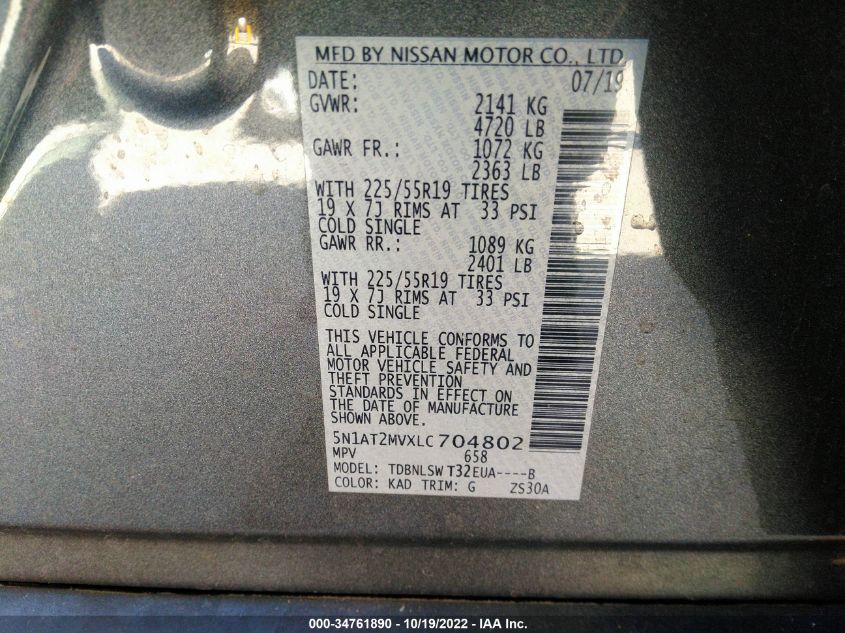 MFD BY NISSAN MOTOR CO., LTD.
DATE: 07/19
GVWR: 2141 KG
4720 LB
GAWR FR.: 1072 KG
2363 LB
WITH 225/55R19 TIRES
19 X 7J RIMS AT 33 PSI
COLD SINGLE
GAWR RR.: 1089 KG
2401 LB
WITH 225/55R19 TIRES
19 X 7J RIMS AT 33 PSI
COLD SINGLE
THIS VEHICLE CONFORMS TO
ALL APPLICABLE FEDERAL
MOTOR VEHICLE SAFETY AND
THEFT PREVENTION
STANDARDS IN EFFECT ON
THE DATE OF MANUFACTURE
SHOWN ABOVE.
5N1AT2MVXLC704802
MPV 658
MODEL: TDBNLSW T32EUA----B
COLOR: KAD TRIM: G ZS30A
000-34761890 - 10/19/2022 - IAA Inc.